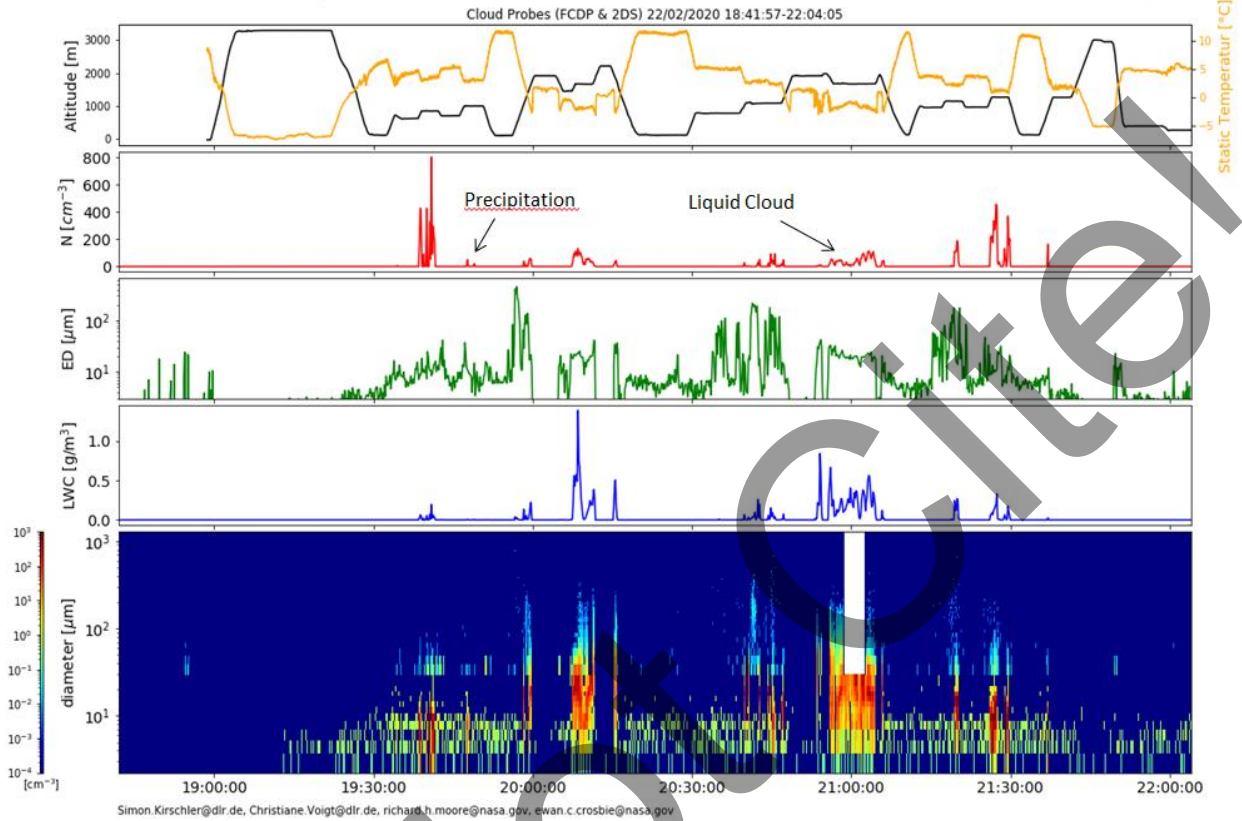 Cloud Probes (FCDP & 2DS) 22/02/2020 18:41:57-22:04:05
Altitude [m]
3000
2000
1000
0
10
5
0
−5
Static Temperatur [°C]
N [cm⁻³]
800
600
400
200
0
Precipitation
Liquid Cloud
ED [μm]
10²
10¹
LWC [g/m³]
1.0
0.5
0.0
10³
10²
10¹
10⁰
10⁻¹
10⁻²
10⁻³
10⁻⁴
[cm⁻³]
diameter [μm]
10³
10²
10¹
19:00:00 19:30:00 20:00:00 20:30:00 21:00:00 21:30:00 22:00:00
Simon.Kirschler@dlr.de, Christiane.Voigt@dlr.de, richard.h.moore@nasa.gov, ewan.c.crosbie@nasa.gov
Cite!